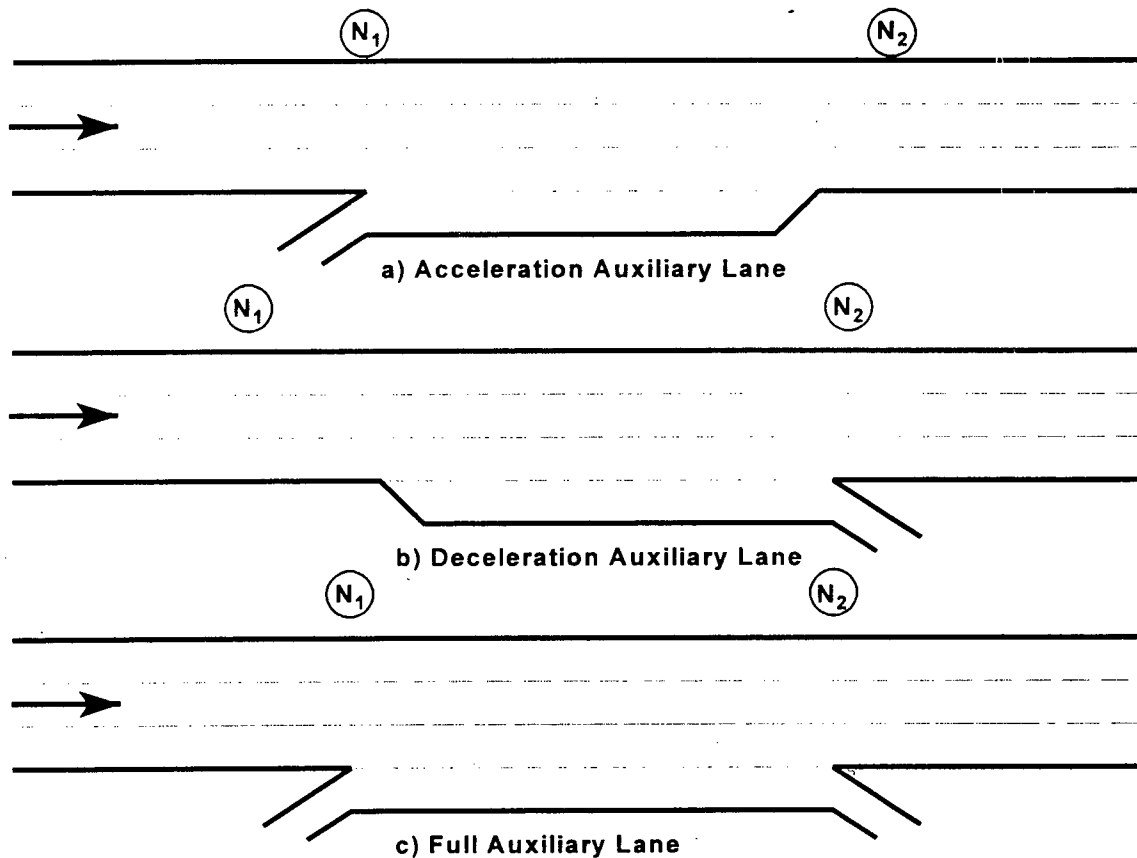 N1 N2
a) Acceleration Auxiliary Lane
N1 N2
b) Deceleration Auxiliary Lane
N1 N2
c) Full Auxiliary Lane